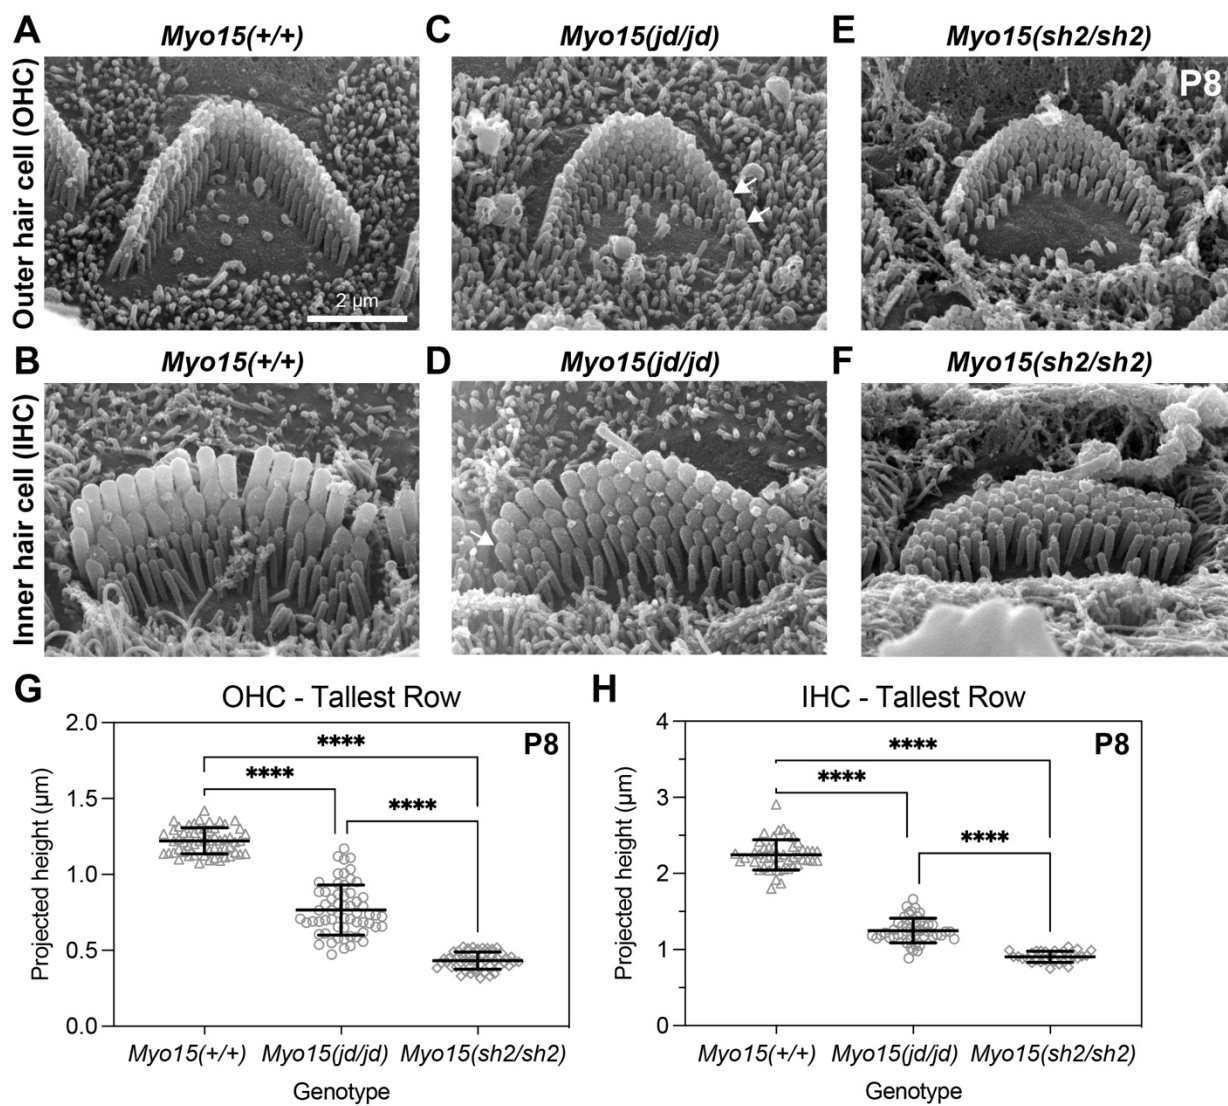 A Myo15(+/+) C Myo15(jd/jd) E Myo15(sh2/sh2)
Outer hair cell (OHC)
P8
2 μm
B Myo15(+/+) D Myo15(jd/jd) F Myo15(sh2/sh2)
Inner hair cell (IHC)
G OHC - Tallest Row
P8
****
****
****
2.0
1.5
1.0
0.5
0.0
Projected height (μm)
Myo15(+/+) Myo15(jd/jd) Myo15(sh2/sh2)
Genotype
H IHC - Tallest Row
P8
****
****
****
4
3
2
1
0
Projected height (μm)
Myo15(+/+) Myo15(jd/jd) Myo15(sh2/sh2)
Genotype